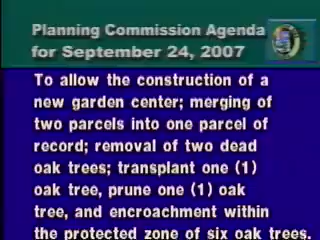 Planning Commission Agenda
for September 24, 2007
To allow the construction of a
new garden center; merging of
two parcels into one parcel of
record; removal of two dead
oak trees; transplant one (1)
oak tree, prune one (1) oak
tree, and encroachment within
the protected zone of six oak trees.